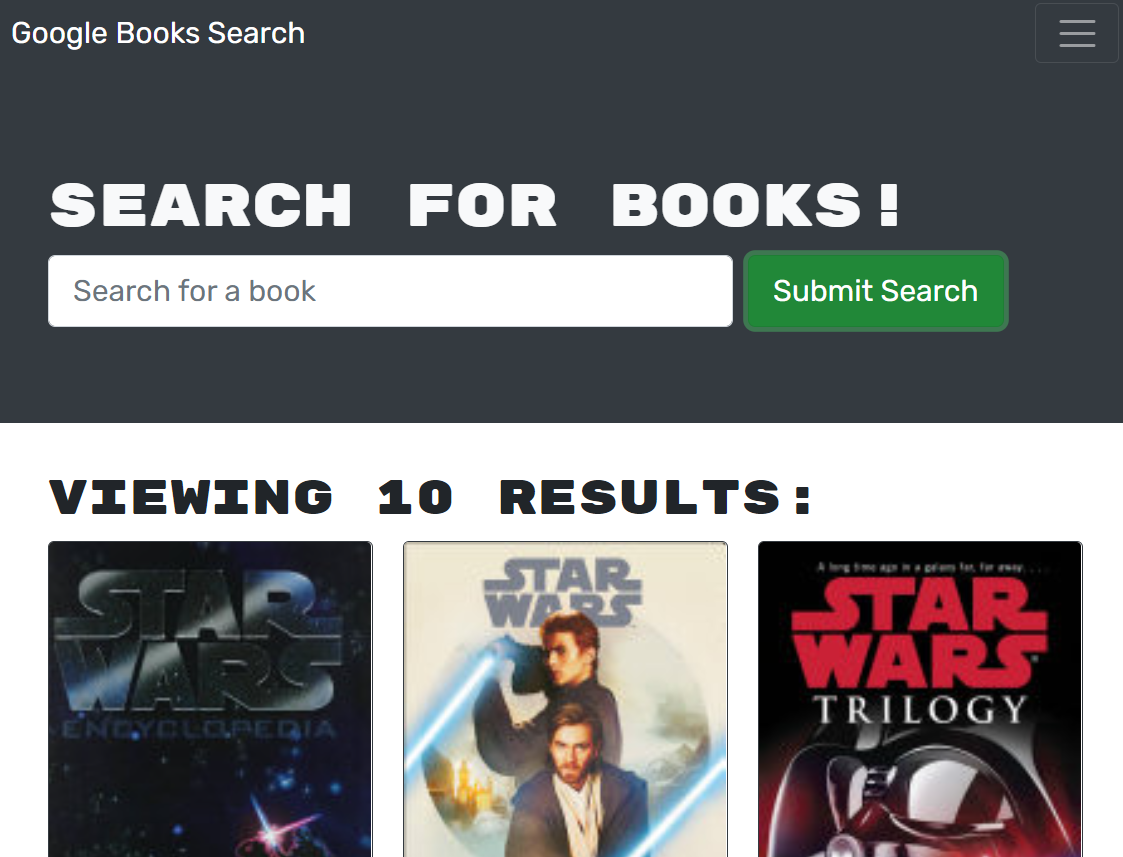 Google Books Search
SEARCH FOR BOOKS!
Search for a book
Submit Search
VIEWING 10 RESULTS:
STAR
WARS
ENCYCLOPEDIA
STAR
WARS
A long time ago in a galaxy far, far away. . . .
STAR
WARS
TRILOGY